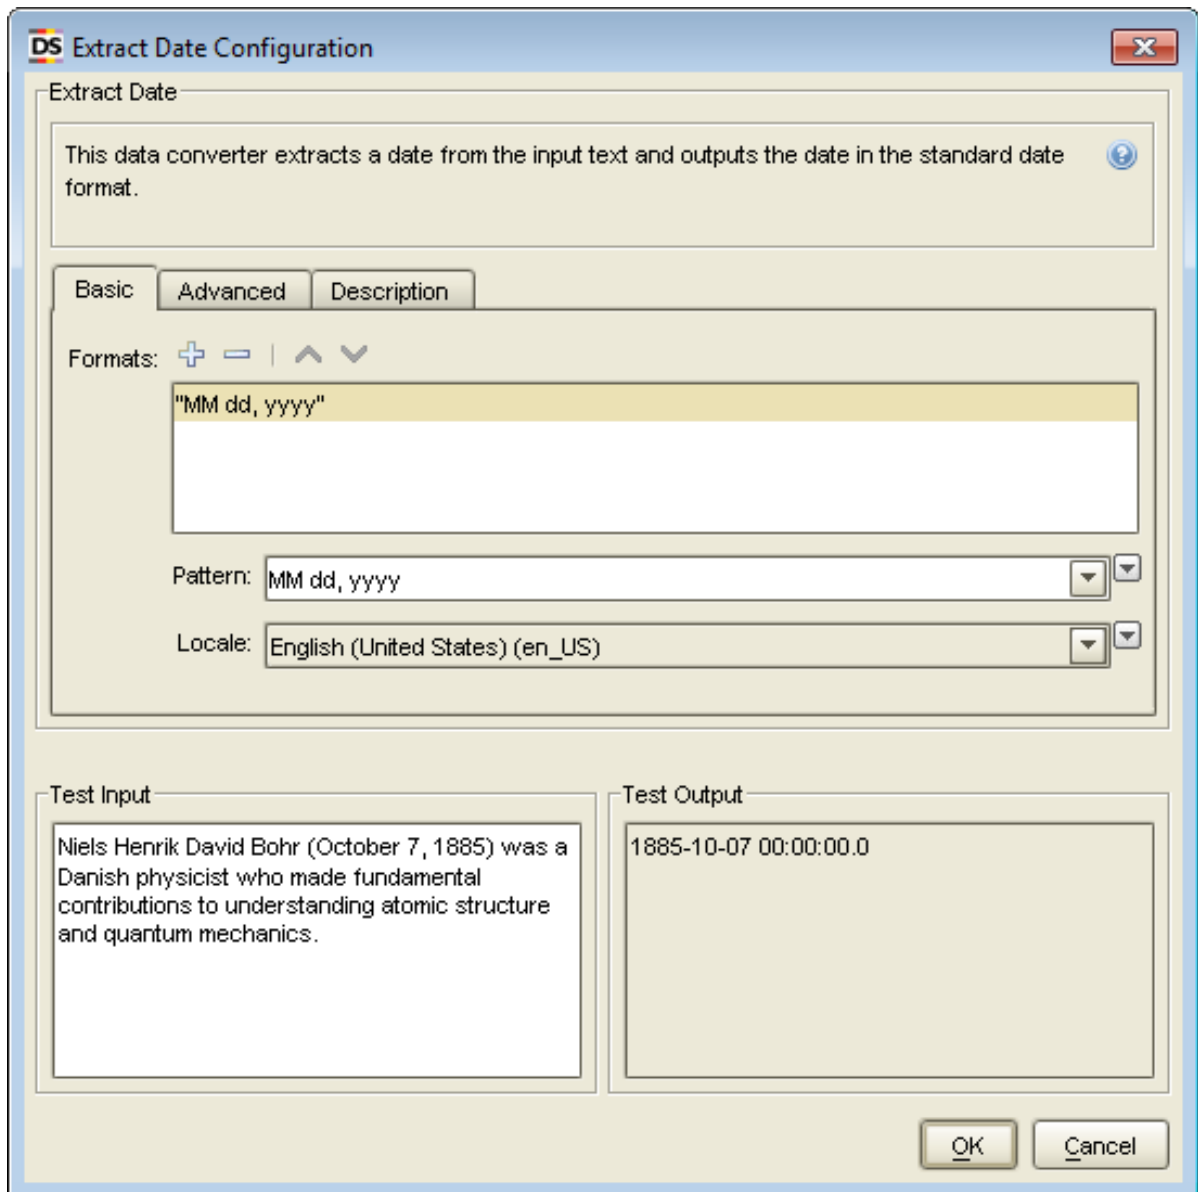 DS Extract Date Configuration
Extract Date
This data converter extracts a date from the input text and outputs the date in the standard date
format.
Basic
Advanced
Description
Formats:
"MM dd, yyyy"
Pattern:
MM dd, yyyy
Locale:
English (United States) (en_US)
Test Input
Niels Henrik David Bohr (October 7, 1885) was a
Danish physicist who made fundamental
contributions to understanding atomic structure
and quantum mechanics.
Test Output
1885-10-07 00:00:00.0
OK
Cancel